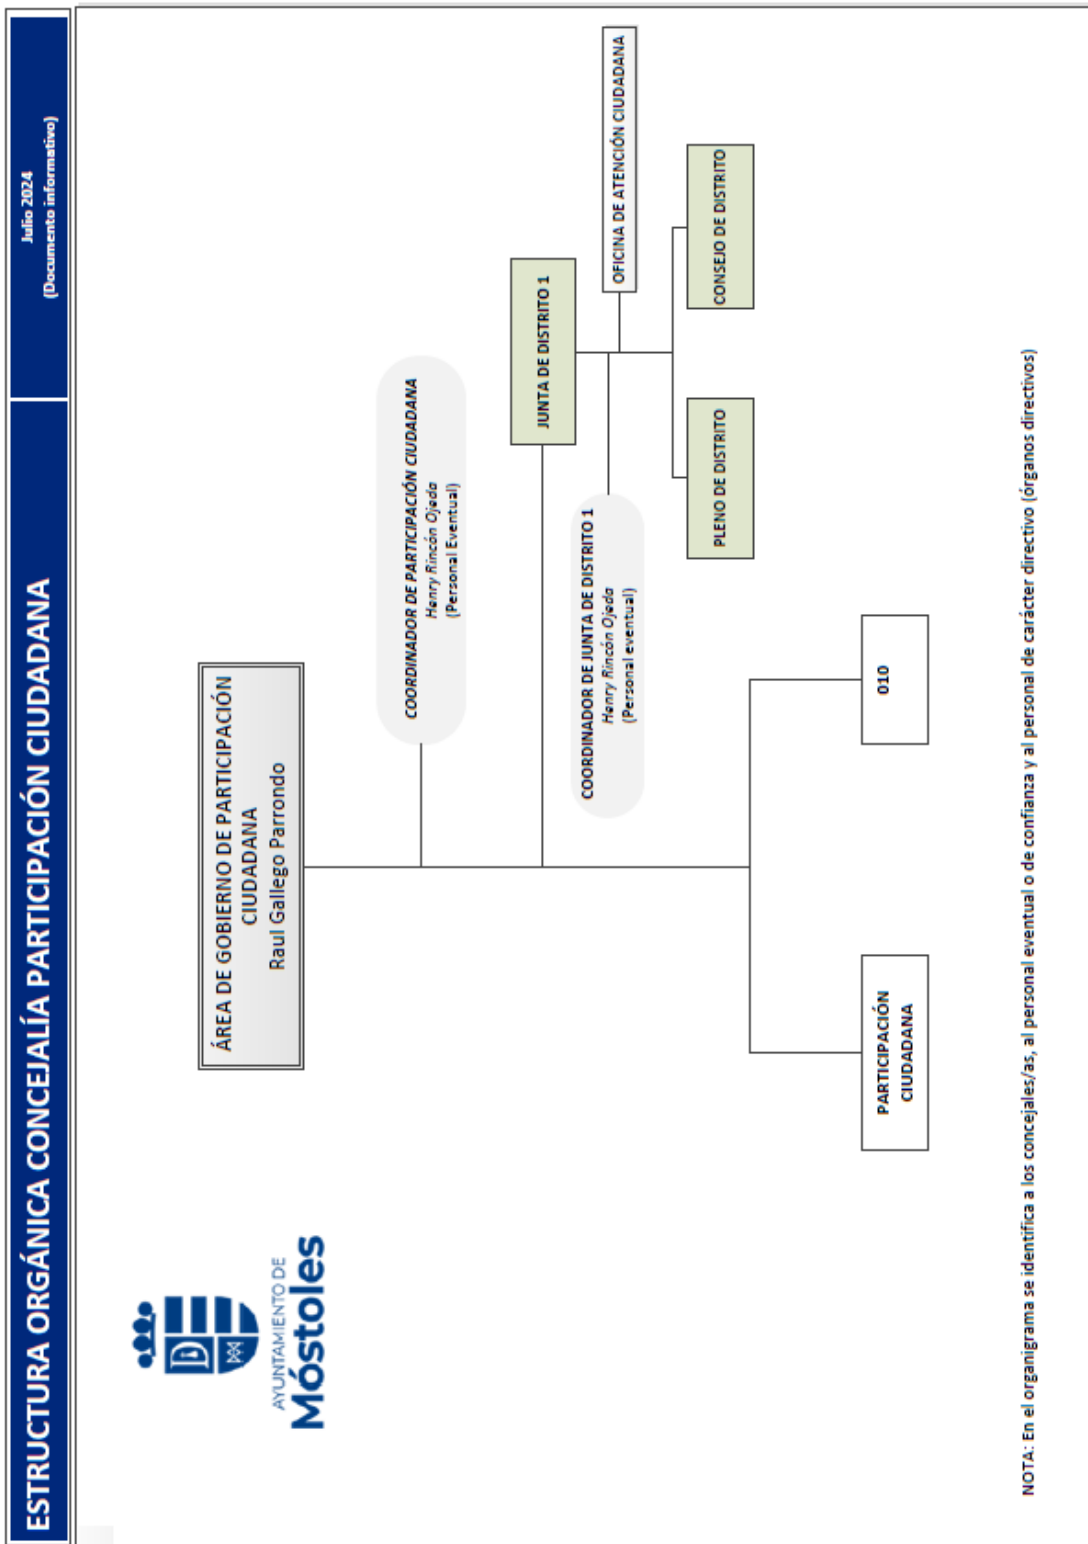 ESTRUCTURA ORGÁNICA CONCEJALÍA PARTICIPACIÓN CIUDADANA
Julio 2024
(Documento informativo)
AYUNTAMIENTO DE
Móstoles
ÁREA DE GOBIERNO DE PARTICIPACIÓN
CIUDADANA
Raul Gallego Parrondo
COORDINADOR DE PARTICIPACIÓN CIUDADANA
Henry Rincón Ojeda
(Personal Eventual)
JUNTA DE DISTRITO 1
COORDINADOR DE JUNTA DE DISTRITO 1
Henry Rincón Ojeda
(Personal eventual)
OFICINA DE ATENCIÓN CIUDADANA
PLENO DE DISTRITO
CONSEJO DE DISTRITO
PARTICIPACIÓN
CIUDADANA
010
NOTA: En el organigrama se identifica a los concejales/as, al personal eventual o de confianza y al personal de carácter directivo (órganos directivos)